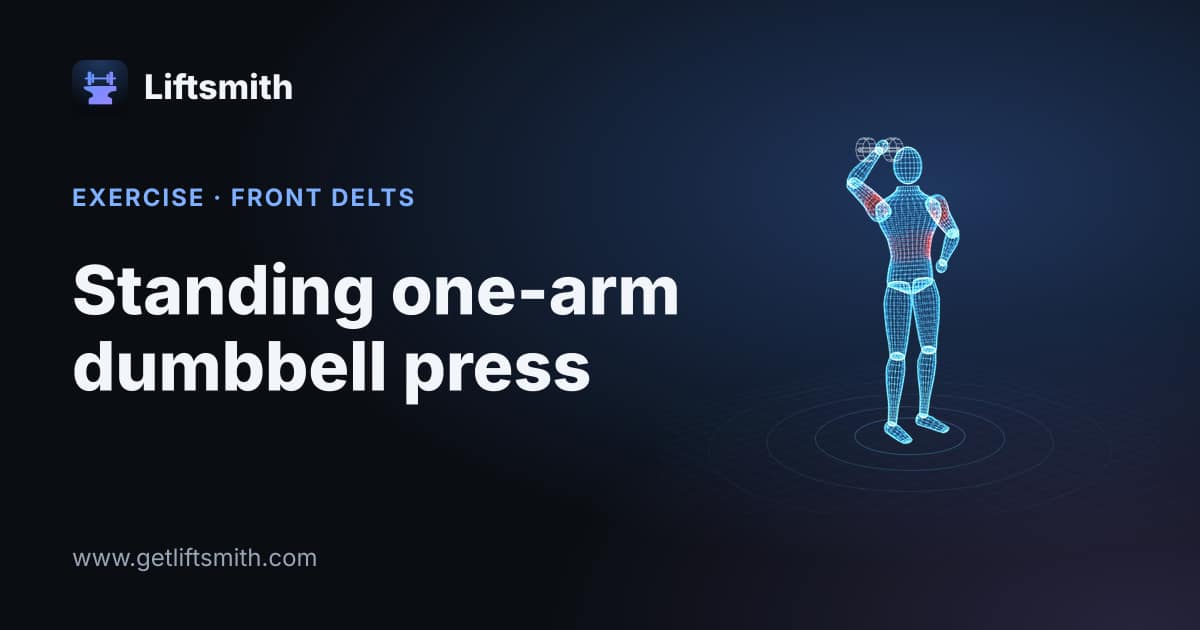 Liftsmith
EXERCISE · FRONT DELTS
Standing one-arm
dumbbell press
www.getliftsmith.com